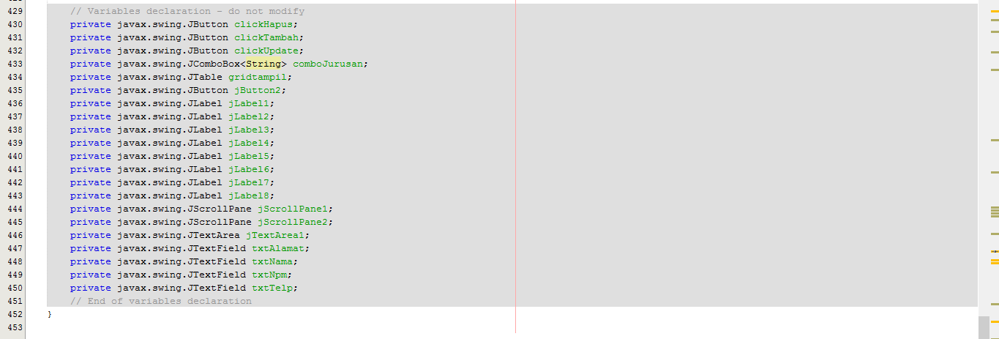 429 // Variables declaration - do not modify
430 private javax.swing.JButton clickHapus;
431 private javax.swing.JButton clickTambah;
432 private javax.swing.JButton clickUpdate;
433 private javax.swing.JComboBox<String> comboJurusan;
434 private javax.swing.JTable gridtampil;
435 private javax.swing.JButton jButton2;
436 private javax.swing.JLabel jLabel1;
437 private javax.swing.JLabel jLabel2;
438 private javax.swing.JLabel jLabel3;
439 private javax.swing.JLabel jLabel4;
440 private javax.swing.JLabel jLabel5;
441 private javax.swing.JLabel jLabel6;
442 private javax.swing.JLabel jLabel7;
443 private javax.swing.JLabel jLabel8;
444 private javax.swing.JScrollPane jScrollPane1;
445 private javax.swing.JScrollPane jScrollPane2;
446 private javax.swing.JTextArea jTextArea1;
447 private javax.swing.JTextField txtAlamat;
448 private javax.swing.JTextField txtNama;
449 private javax.swing.JTextField txtNpm;
450 private javax.swing.JTextField txtTelp;
451 // End of variables declaration
452 }
453